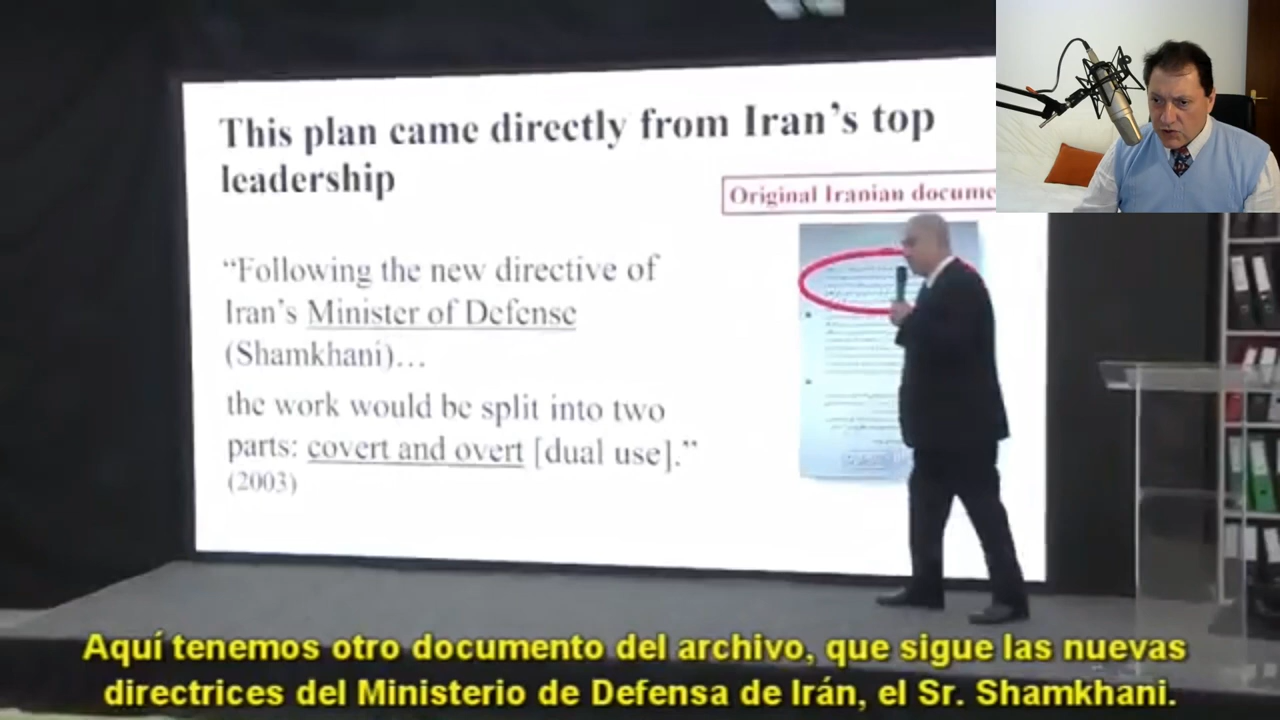 This plan came directly from Iran's top
leadership
Original Iranian docume
“Following the new directive of
Iran's Minister of Defense
(Shamkhani)…
the work would be split into two
parts: covert and overt [dual use].”
(2003)
Aquí tenemos otro documento del archivo, que sigue las nuevas
directrices del Ministerio de Defensa de Irán, el Sr. Shamkhani.